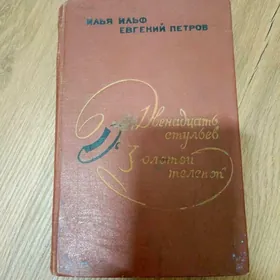 ИЛЬЯ ИЛЬФ
ЕВГЕНИЙ ПЕТРОВ
Двенадцать
стульев
Золотой
теленок